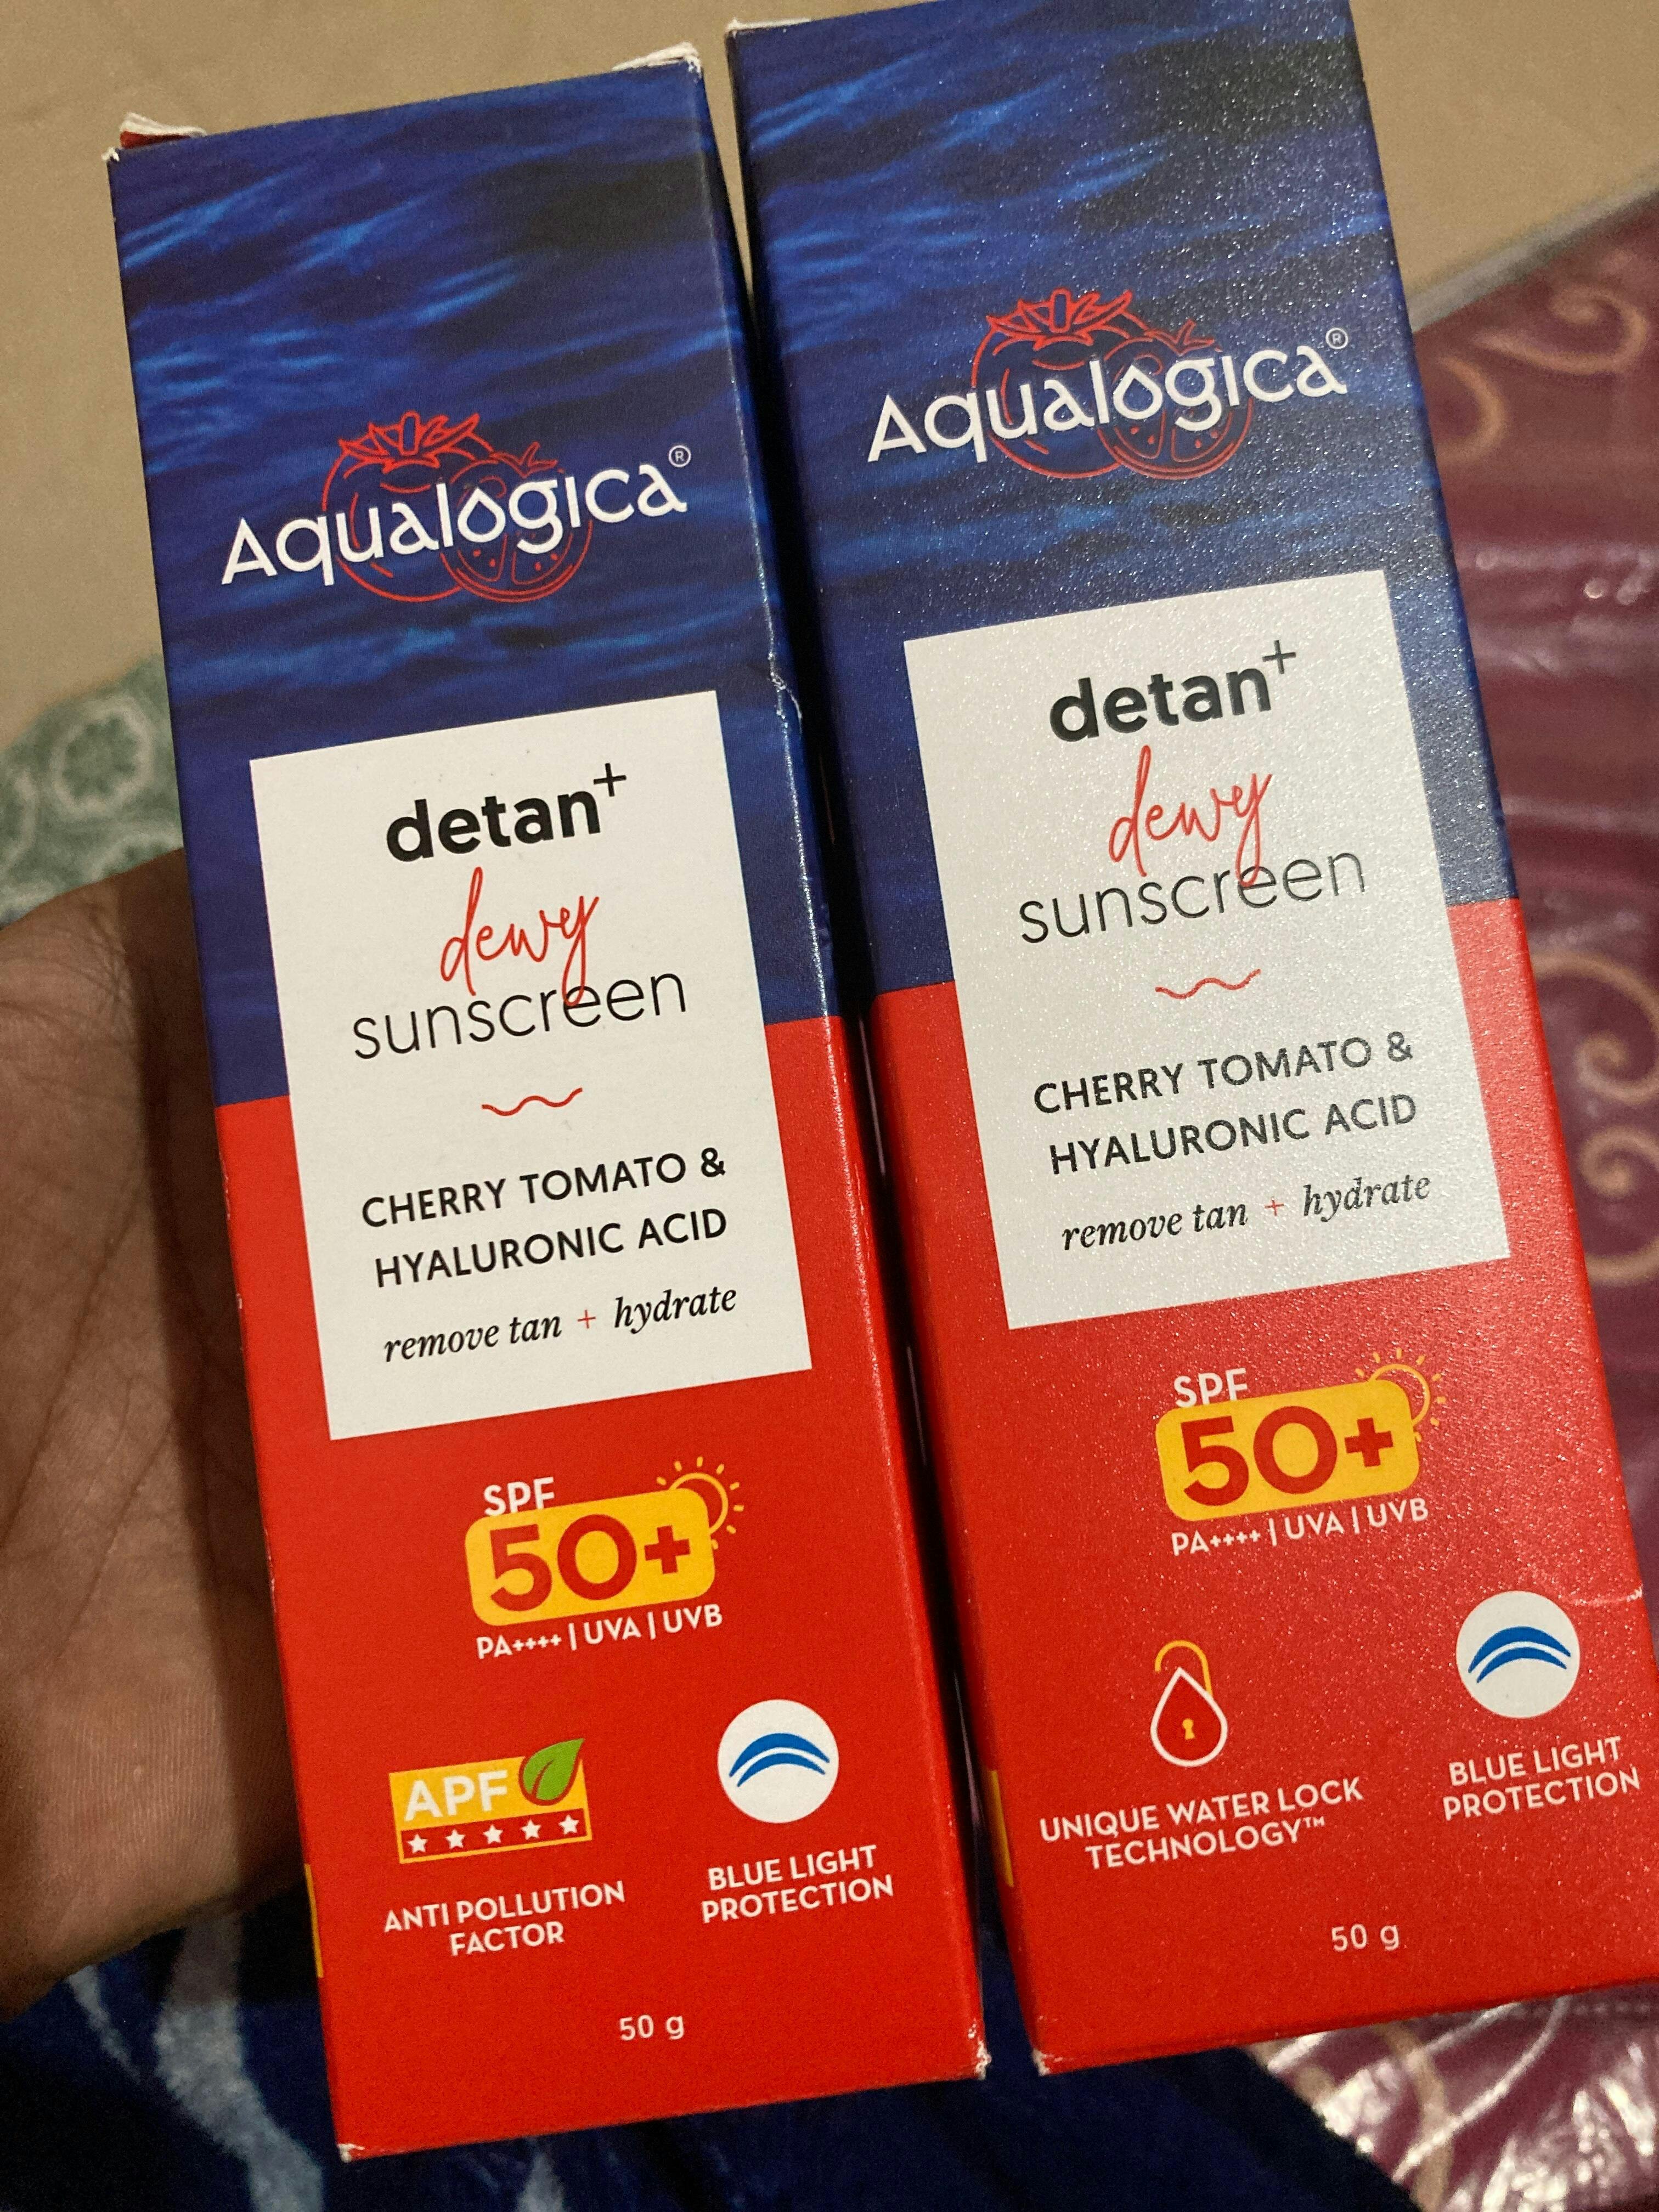 Aqualogica®
detan+
dewy
sunscreen
CHERRY TOMATO &
HYALURONIC ACID
remove tan + hydrate
SPF
50+
PA++++ | UVA | UVB
APF
ANTI POLLUTION
FACTOR
BLUE LIGHT
PROTECTION
50 g
Aqualogica®
detan+
dewy
sunscreen
CHERRY TOMATO &
HYALURONIC ACID
remove tan + hydrate
SPF
50+
PA++++ | UVA | UVB
UNIQUE WATER LOCK
TECHNOLOGY™
BLUE LIGHT
PROTECTION
50 g